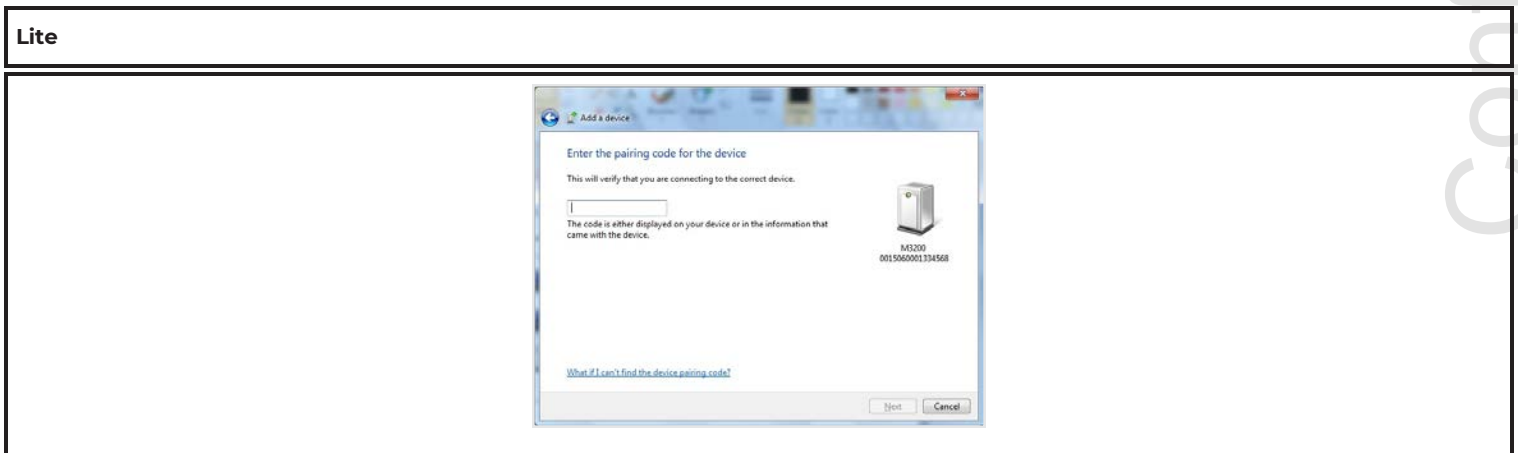 Lite
Add a device
Enter the pairing code for the device
This will verify that you are connecting to the correct device.
The code is either displayed on your device or in the information that
came with the device.
M3200
0015060001334568
What if I can't find the device pairing code?
Next
Cancel